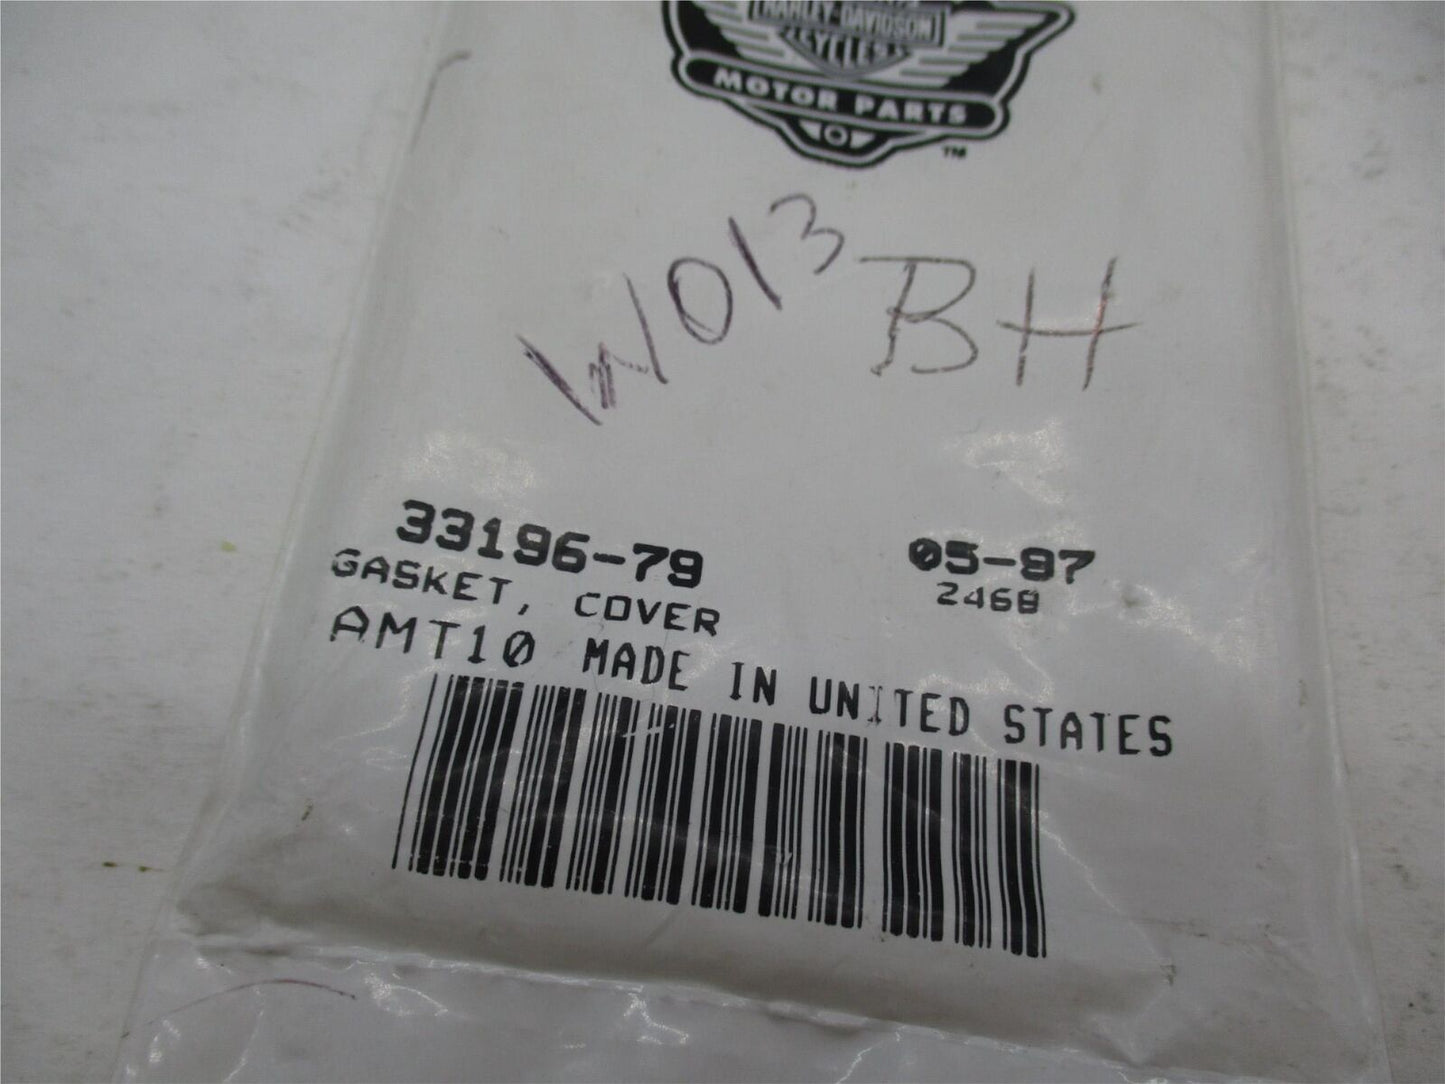 HARLEY-DAVIDSON
CYCLES
MOTOR PARTS
TM
W013 BH
33196-79 05-97
GASKET, COVER 2468
AMT10 MADE IN UNITED STATES